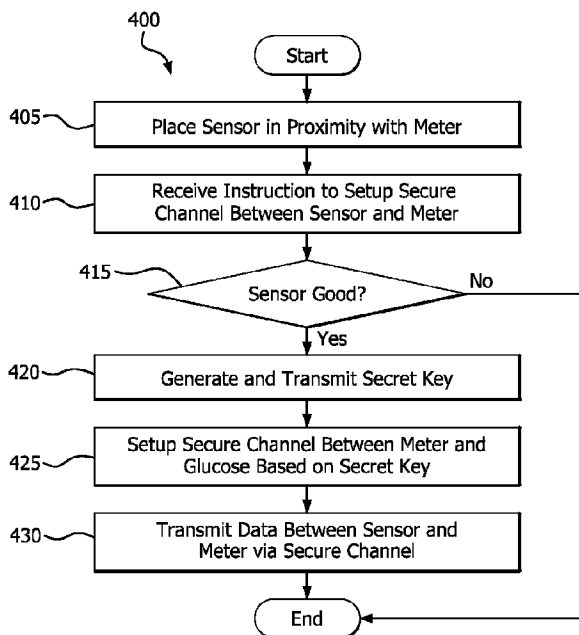 400
Start
405
Place Sensor in Proximity with Meter
410
Receive Instruction to Setup Secure
Channel Between Sensor and Meter
415
Sensor Good?
No
Yes
420
Generate and Transmit Secret Key
425
Setup Secure Channel Between Meter and
Glucose Based on Secret Key
430
Transmit Data Between Sensor and
Meter via Secure Channel
End